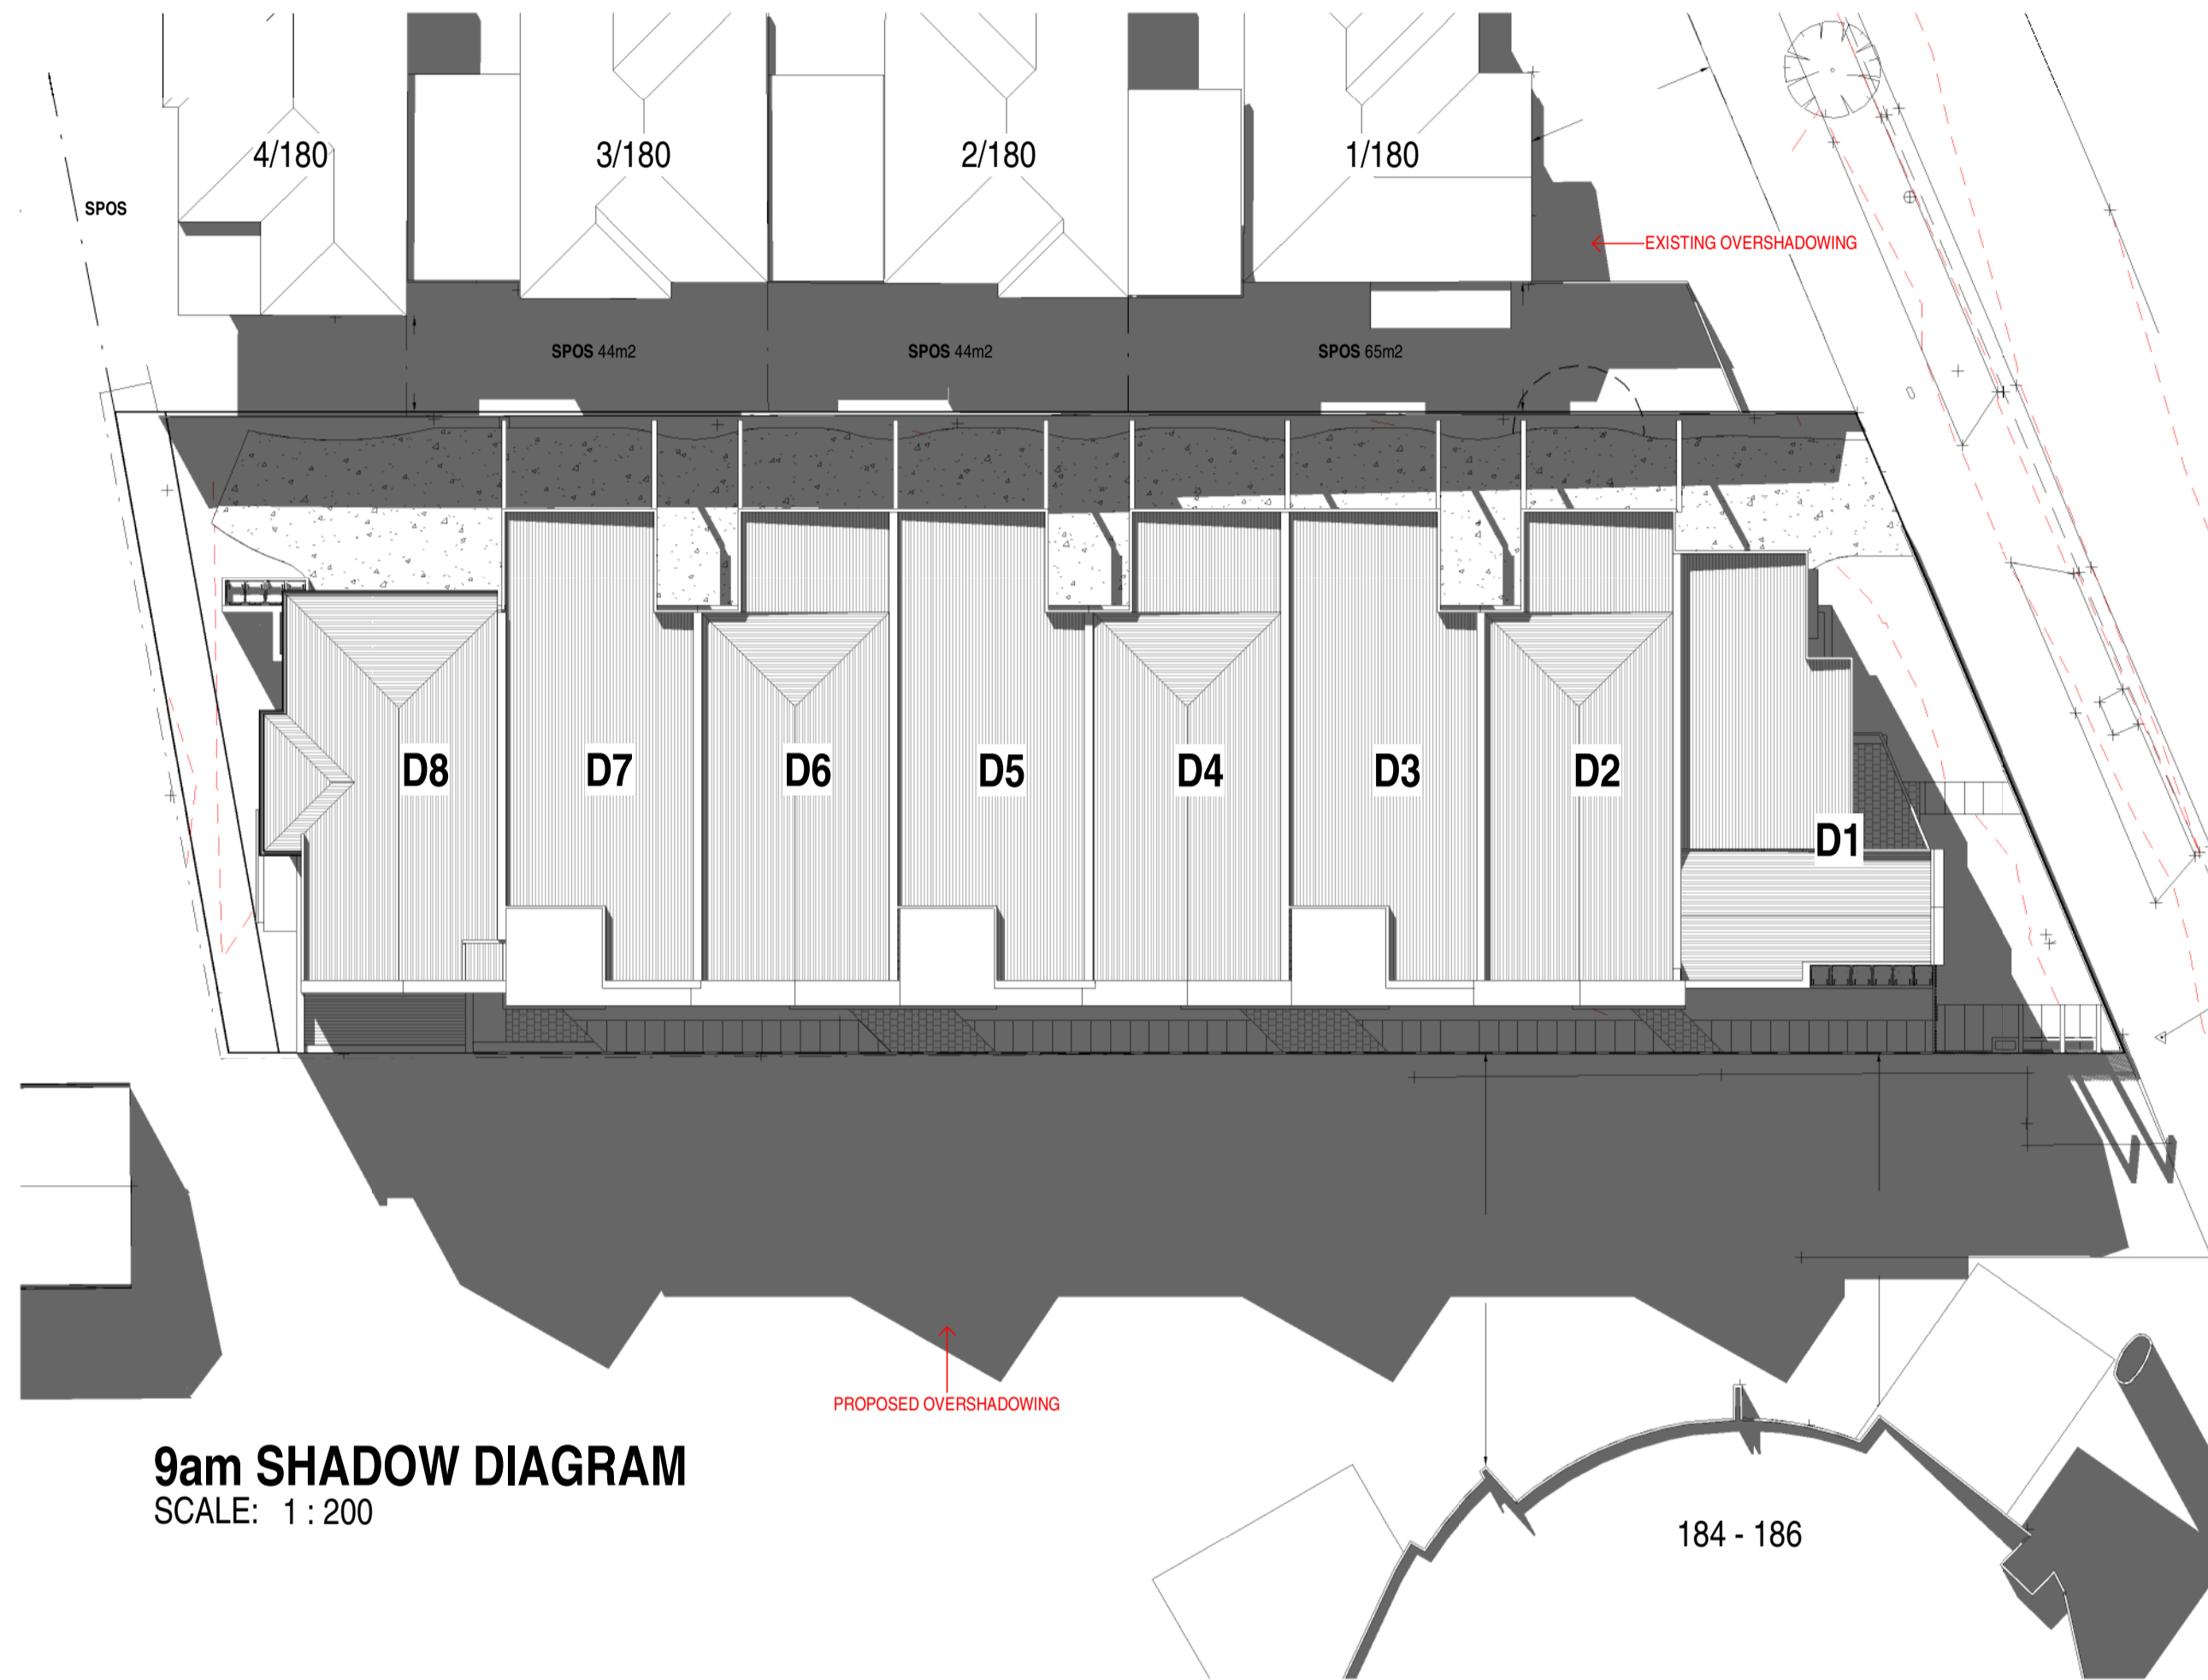 4/180
3/180
2/180
1/180
SPOS
EXISTING OVERSHADOWING
SPOS 44m2
SPOS 44m2
SPOS 65m2
D8
D7
D6
D5
D4
D3
D2
D1
PROPOSED OVERSHADOWING
9am SHADOW DIAGRAM
SCALE: 1 : 200
184 - 186